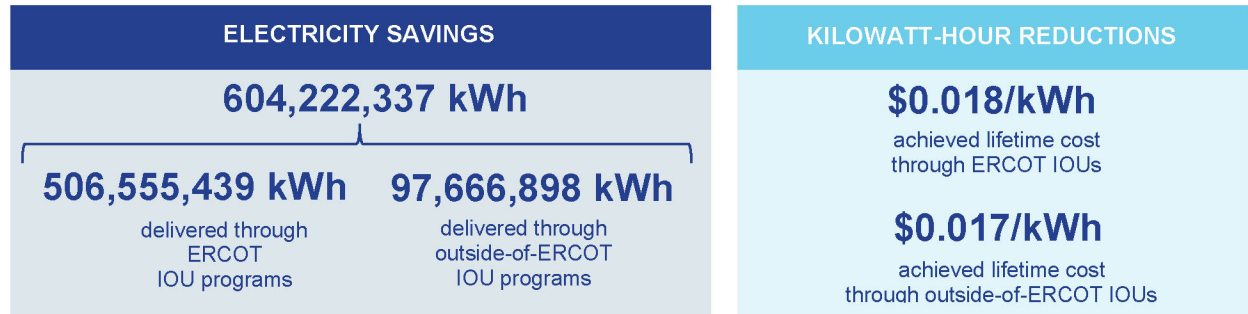 ELECTRICITY SAVINGS
604,222,337 kWh
506,555,439 kWh
delivered through
ERCOT
IOU programs
97,666,898 kWh
delivered through
outside-of-ERCOT
IOU programs
KILOWATT-HOUR REDUCTIONS
$0.018/kWh
achieved lifetime cost
through ERCOT IOUs
$0.017/kWh
achieved lifetime cost
through outside-of-ERCOT IOUs